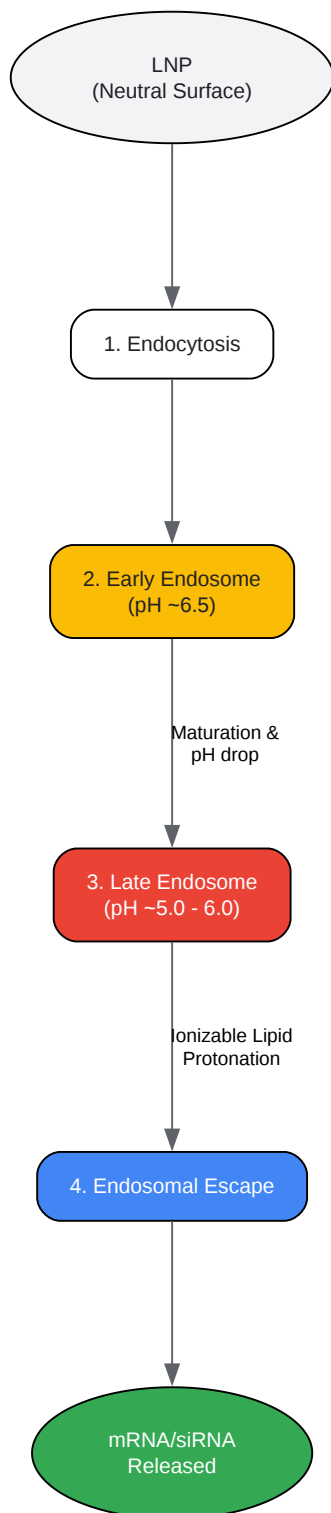 LNP
(Neutral Surface)
1. Endocytosis
2. Early Endosome
(pH ~6.5)
Maturation &
pH drop
3. Late Endosome
(pH ~5.0 - 6.0)
Ionizable Lipid
Protonation
4. Endosomal Escape
mRNA/siRNA
Released